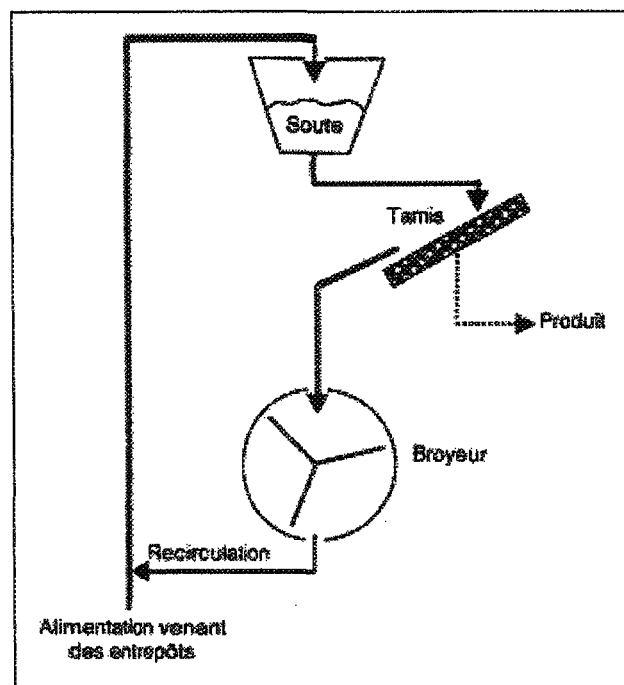 Soute
Tamis
Produit
Broyeur
Recirculation
Alimentation venant
des entrepôts